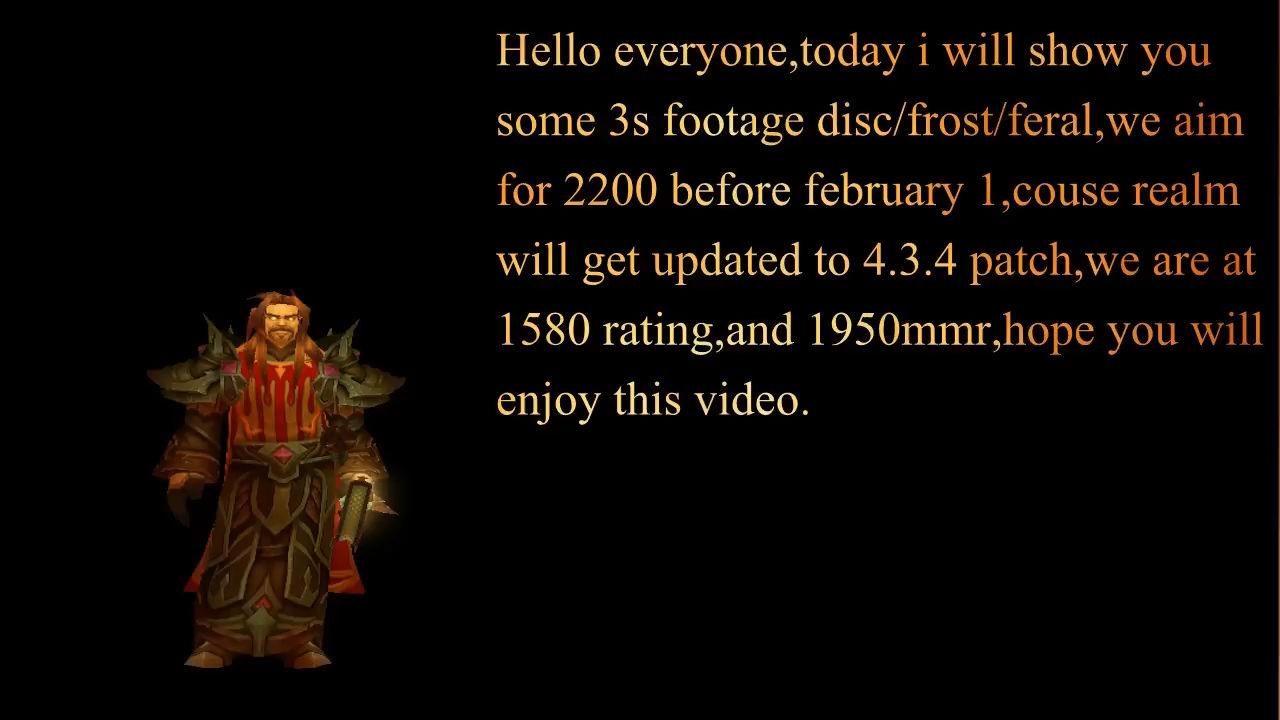 Hello everyone,today i will show you
some 3s footage disc/frost/feral,we aim
for 2200 before february 1,couse realm
will get updated to 4.3.4 patch,we are at
1580 rating,and 1950mmr,hope you will
enjoy this video.